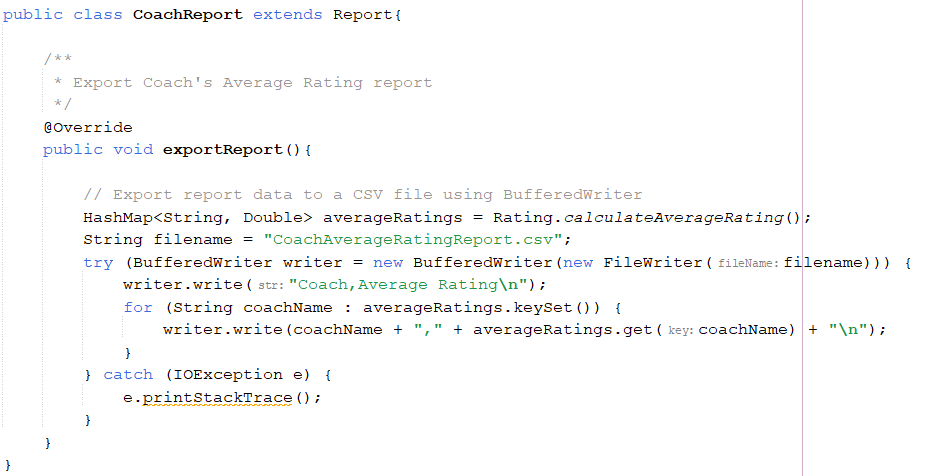 public class CoachReport extends Report{
/**
* Export Coach's Average Rating report
*/
@Override
public void exportReport(){
// Export report data to a CSV file using BufferedWriter
HashMap<String, Double> averageRatings = Rating.calculateAverageRating();
String filename = "CoachAverageRatingReport.csv";
try (BufferedWriter writer = new BufferedWriter(new FileWriter( fileName: filename))) {
writer.write( str: "Coach,Average Rating\n");
for (String coachName : averageRatings.keySet()) {
writer.write(coachName + "," + averageRatings.get( key: coachName) + "\n");
}
} catch (IOException e) {
e.printStackTrace();
}
}
}